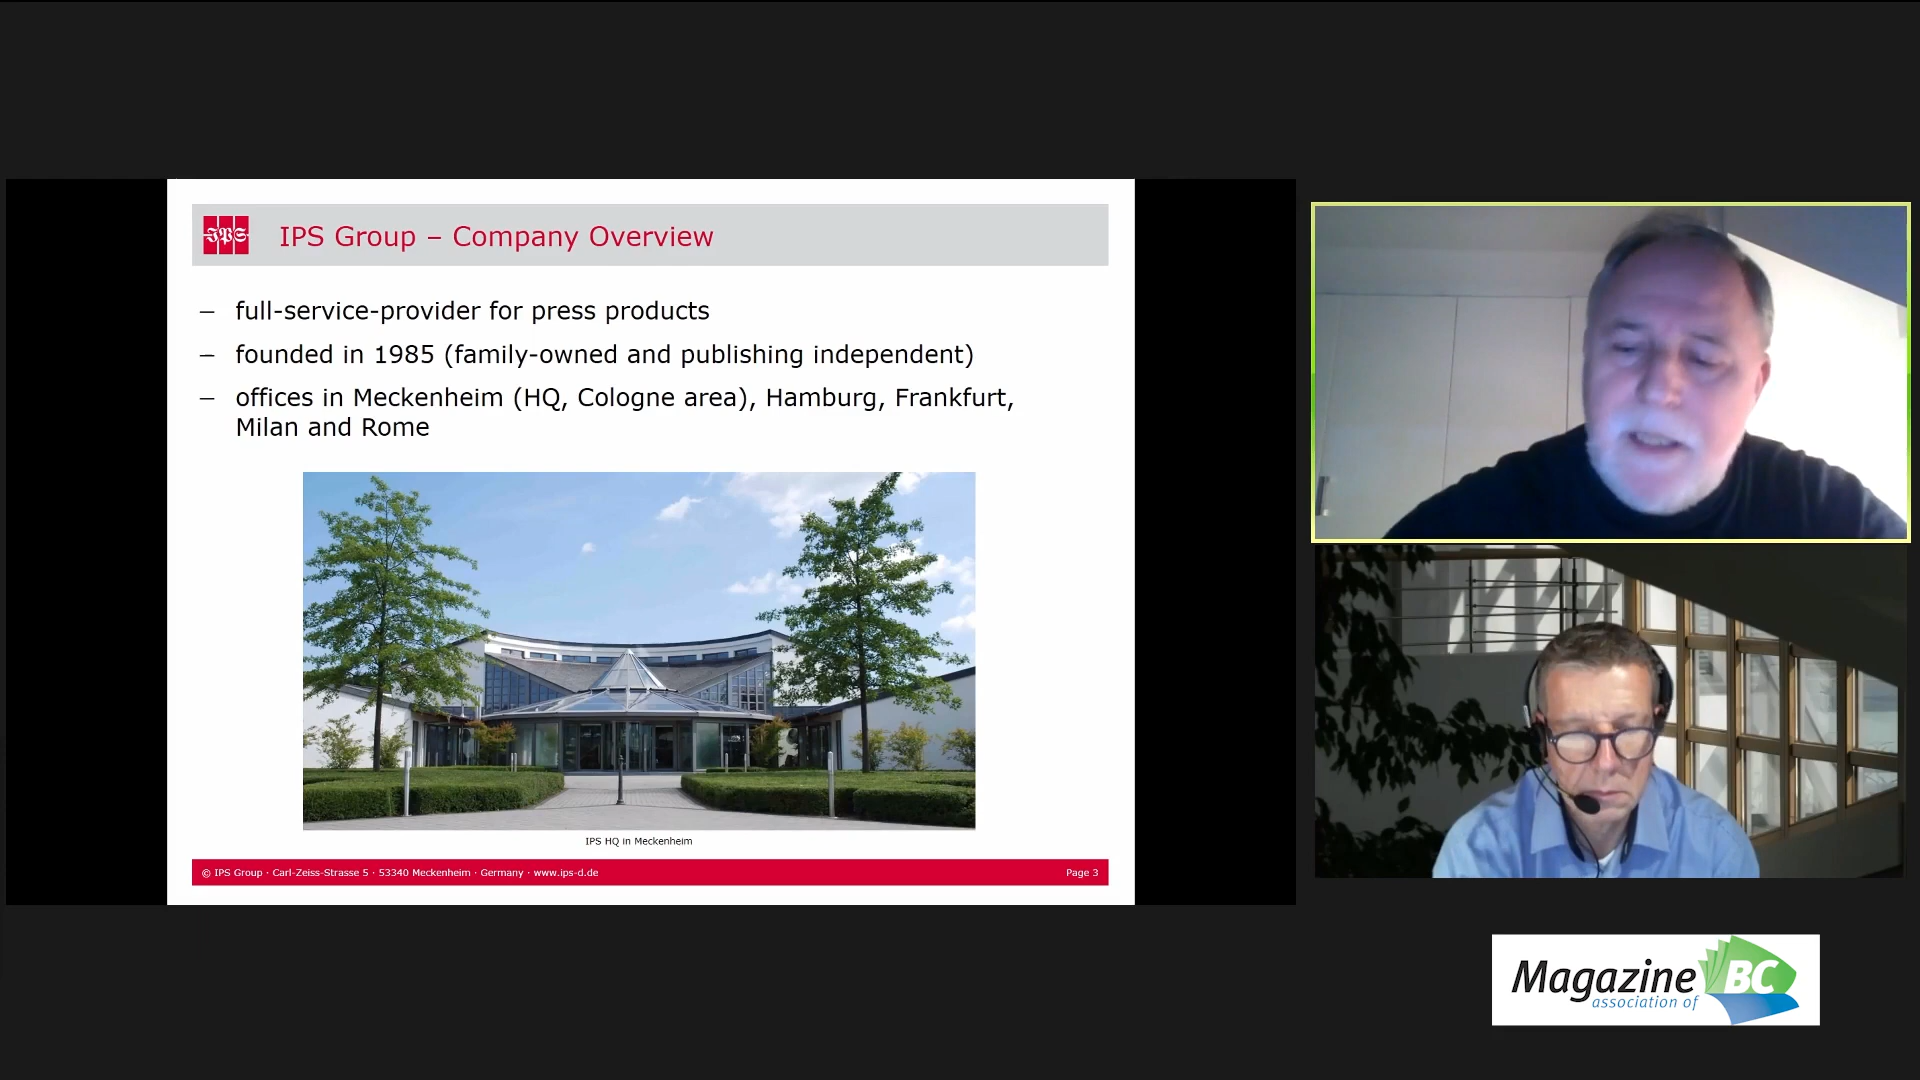 IPS
IPS Group – Company Overview
– full-service-provider for press products
– founded in 1985 (family-owned and publishing independent)
– offices in Meckenheim (HQ, Cologne area), Hamburg, Frankfurt,
Milan and Rome
IPS HQ in Meckenheim
© IPS Group · Carl-Zeiss-Strasse 5 · 53340 Meckenheim · Germany · www.ips-d.de
Page 3
Magazine BC
association of